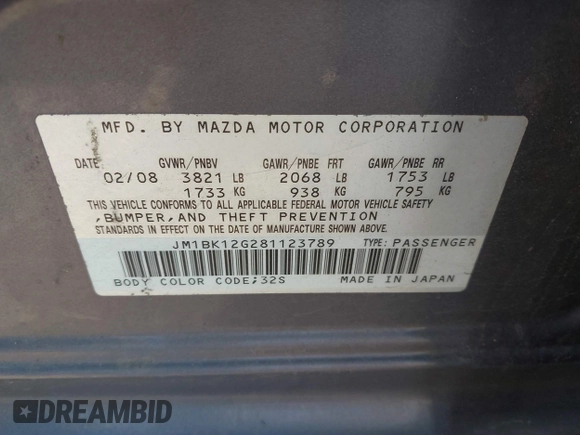 MFD. BY MAZDA MOTOR CORPORATION
DATE GVWR/PNBV GAWR/PNBE FRT GAWR/PNBE RR
02/08 3821 LB 2068 LB 1753 LB
1733 KG 938 KG 795 KG
THIS VEHICLE CONFORMS TO ALL APPLICABLE FEDERAL MOTOR VEHICLE SAFETY
,BUMPER,AND THEFT PREVENTION
STANDARDS IN EFFECT ON THE DATE OF MANUFACTURE SHOWN ABOVE.
JM1BK12G281123789 TYPE: PASSENGER
BODY COLOR CODE;32S MADE IN JAPAN
DREAMBID